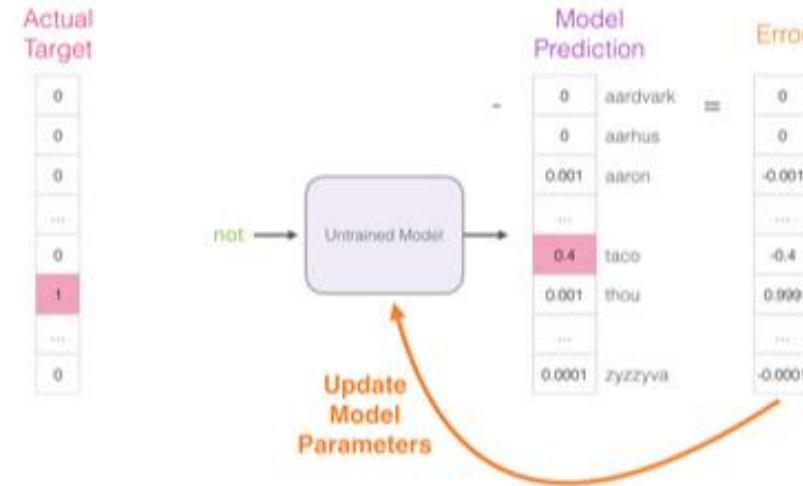 Actual
Target
Model
Prediction
Error
0 - 0 aardvark = 0
0 0 aarhus 0
0 0.001 aaron -0.001
... ... ...
not Untrained Model
0 0.4 taco -0.4
1 0.001 thou 0.999
... ... ...
0 0.0001 zyzzyva -0.0001
Update
Model
Parameters